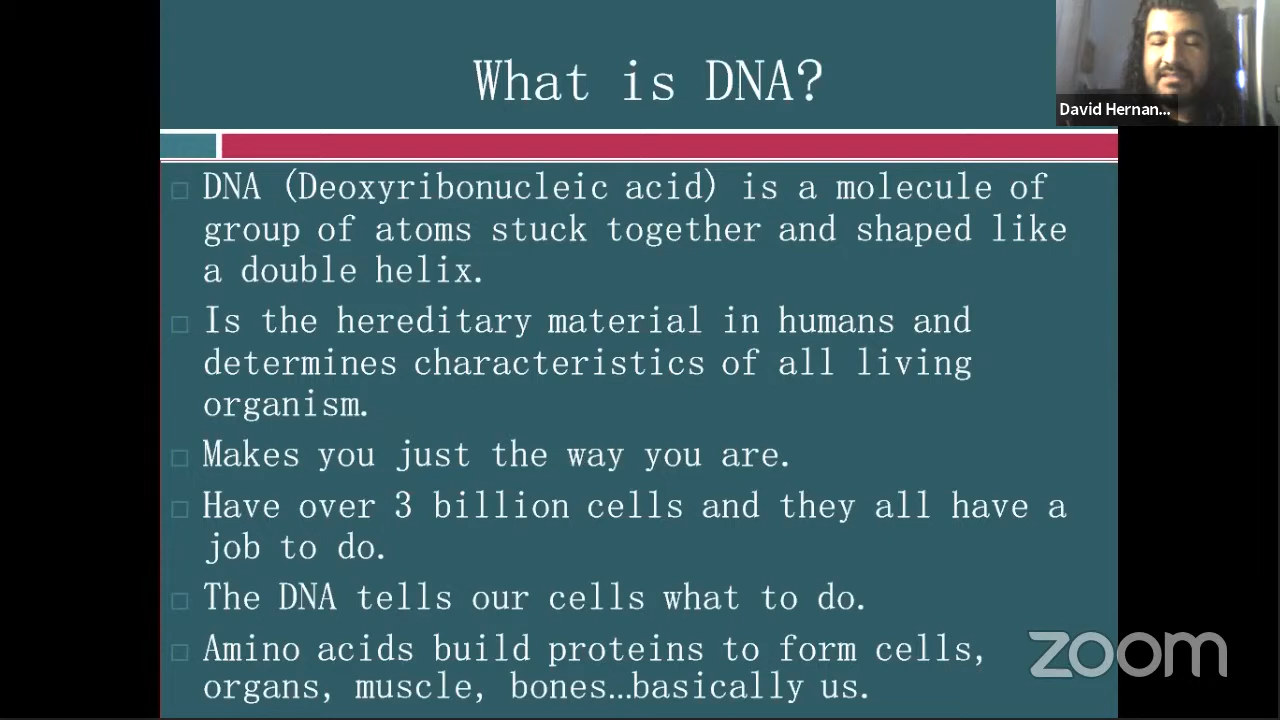 What is DNA?
David Hernan...
DNA (Deoxyribonucleic acid) is a molecule of
group of atoms stuck together and shaped like
a double helix.
Is the hereditary material in humans and
determines characteristics of all living
organism.
Makes you just the way you are.
Have over 3 billion cells and they all have a
job to do.
The DNA tells our cells what to do.
Amino acids build proteins to form cells,
organs, muscle, bones…basically us.
zoom